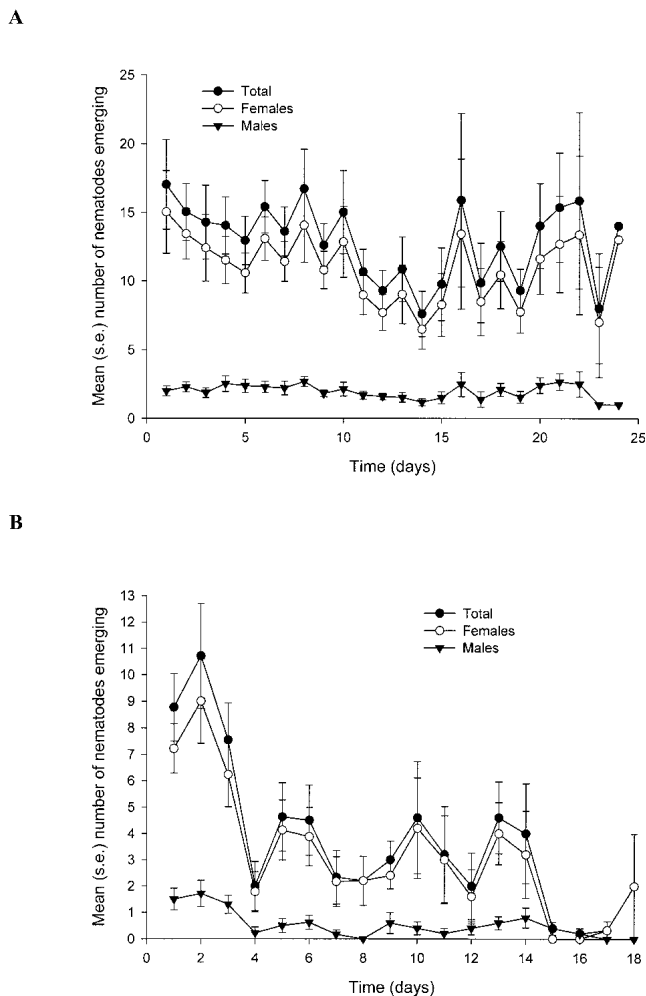 A
25
20
15
10
5
0
Mean (s.e.) number of nematodes emerging
Total
Females
Males
0 5 10 15 20 25
Time (days)
B
13
12
11
10
9
8
7
6
5
4
3
2
1
0
Mean (s.e.) number of nematodes emerging
Total
Females
Males
0 2 4 6 8 10 12 14 16 18
Time (days)